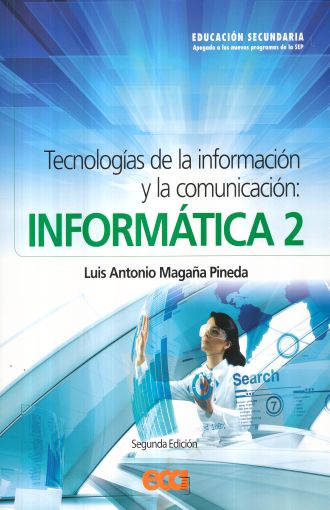 EDUCACIÓN SECUNDARIA
Apegado a los nuevos programas de la SEP
Tecnologías de la información
y la comunicación:
INFORMÁTICA 2
Luis Antonio Magaña Pineda
Search
Segunda Edición